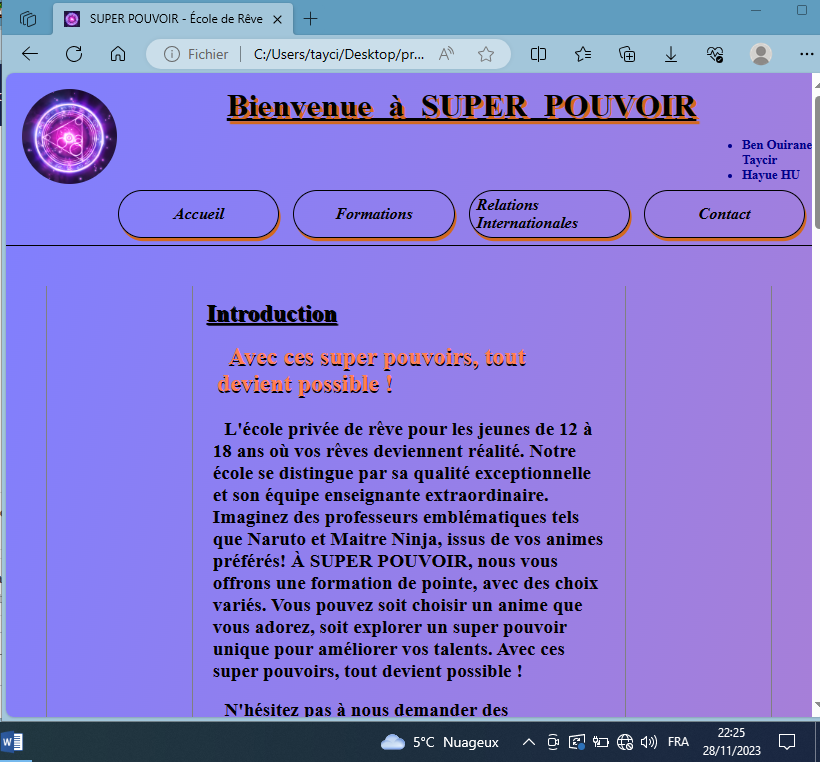 SUPER POUVOIR - École de Rêve
Fichier
C:/Users/tayci/Desktop/pr...
Bienvenue à SUPER POUVOIR
Ben Ouirane
Taycir
Hayue HU
Accueil
Formations
Relations
Internationales
Contact
Introduction
Avec ces super pouvoirs, tout
devient possible !
L'école privée de rêve pour les jeunes de 12 à
18 ans où vos rêves deviennent réalité. Notre
école se distingue par sa qualité exceptionnelle
et son équipe enseignante extraordinaire.
Imaginez des professeurs emblématiques tels
que Naruto et Maitre Ninja, issus de vos animes
préférés! À SUPER POUVOIR, nous vous
offrons une formation de pointe, avec des choix
variés. Vous pouvez soit choisir un anime que
vous adorez, soit explorer un super pouvoir
unique pour améliorer vos talents. Avec ces
super pouvoirs, tout devient possible !
N'hésitez pas à nous demander des
5°C Nuageux
FRA
22:25
28/11/2023